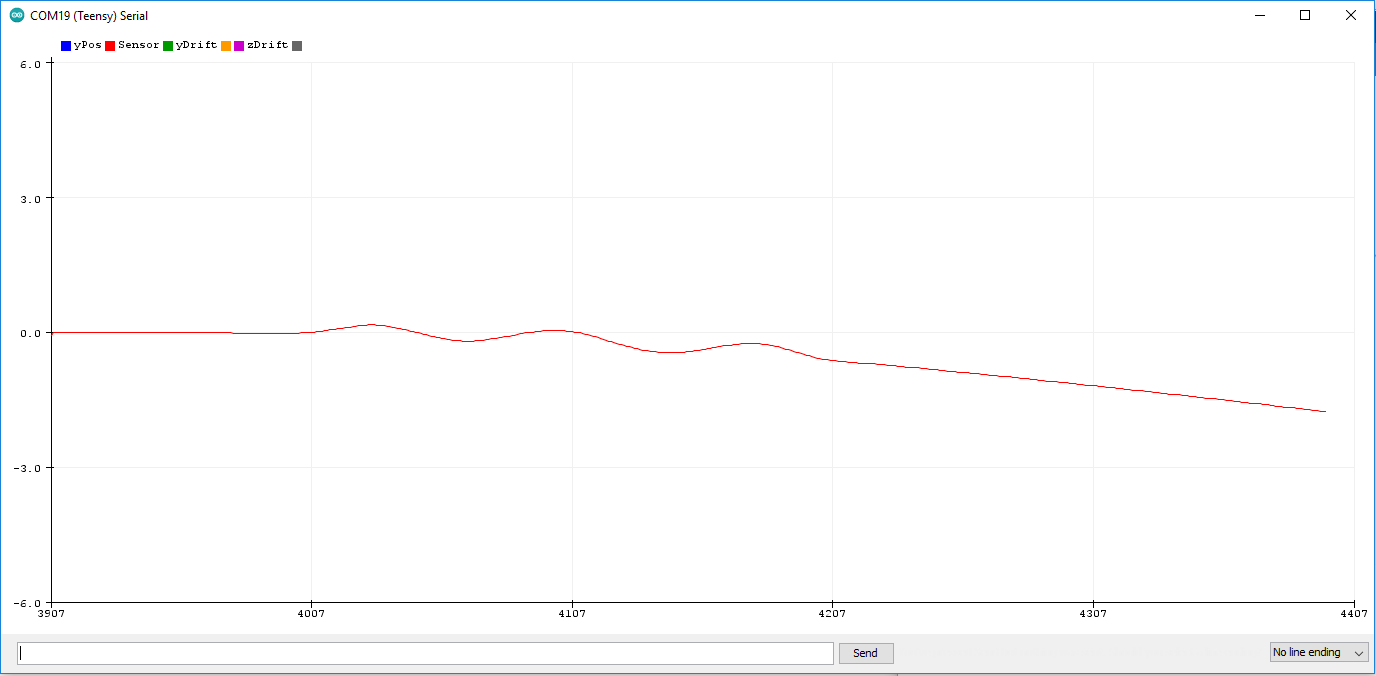 COM19 (Teensy) Serial
yPos Sensor yDrift zDrift
6.0
3.0
0.0
-3.0
-6.0
3907 4007 4107 4207 4307 4407
Send No line ending